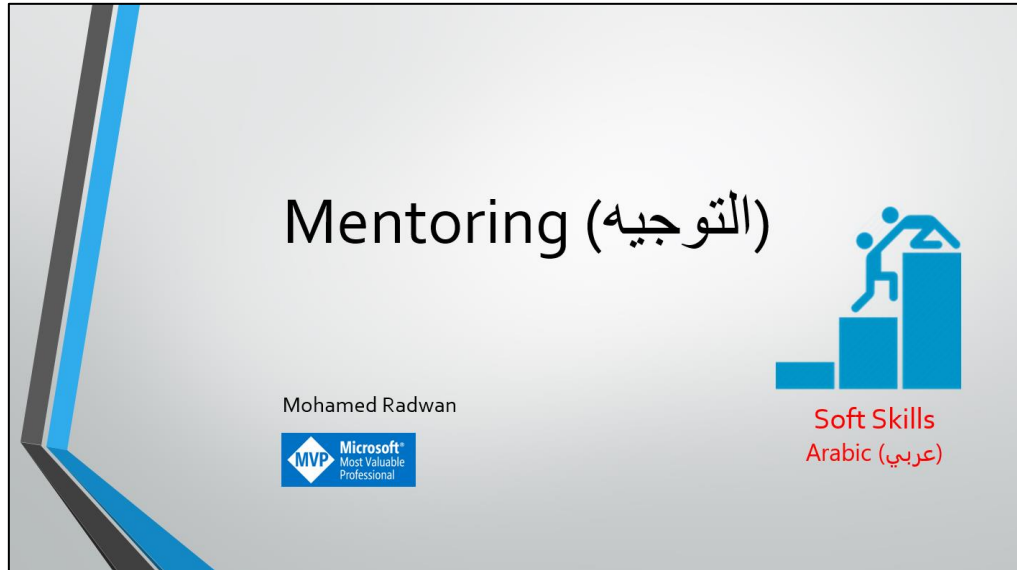 Mentoring (التوجيه)
Mohamed Radwan
MVP
Microsoft®
Most Valuable
Professional
Soft Skills
Arabic (عربي)